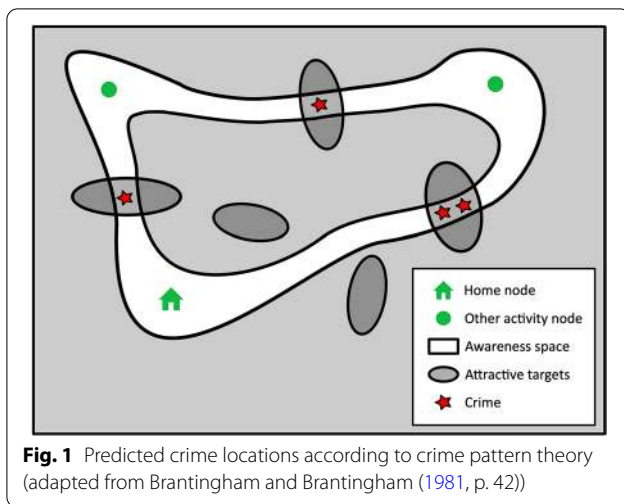 Home node
Other activity node
Awareness space
Attractive targets
Crime
Fig. 1 Predicted crime locations according to crime pattern theory
(adapted from Brantingham and Brantingham (1981, p. 42))